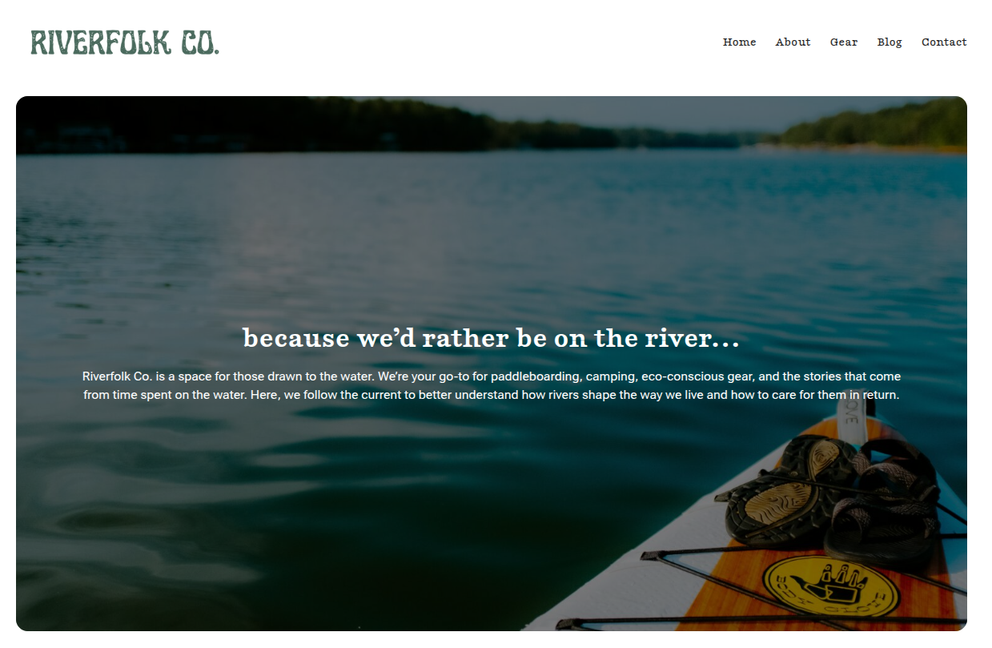 RIVERFOLK CO.
Home About Gear Blog Contact
because we’d rather be on the river...
Riverfolk Co. is a space for those drawn to the water. We’re your go-to for paddleboarding, camping, eco-conscious gear, and the stories that come
from time spent on the water. Here, we follow the current to better understand how rivers shape the way we live and how to care for them in return.
BODY GLOVE